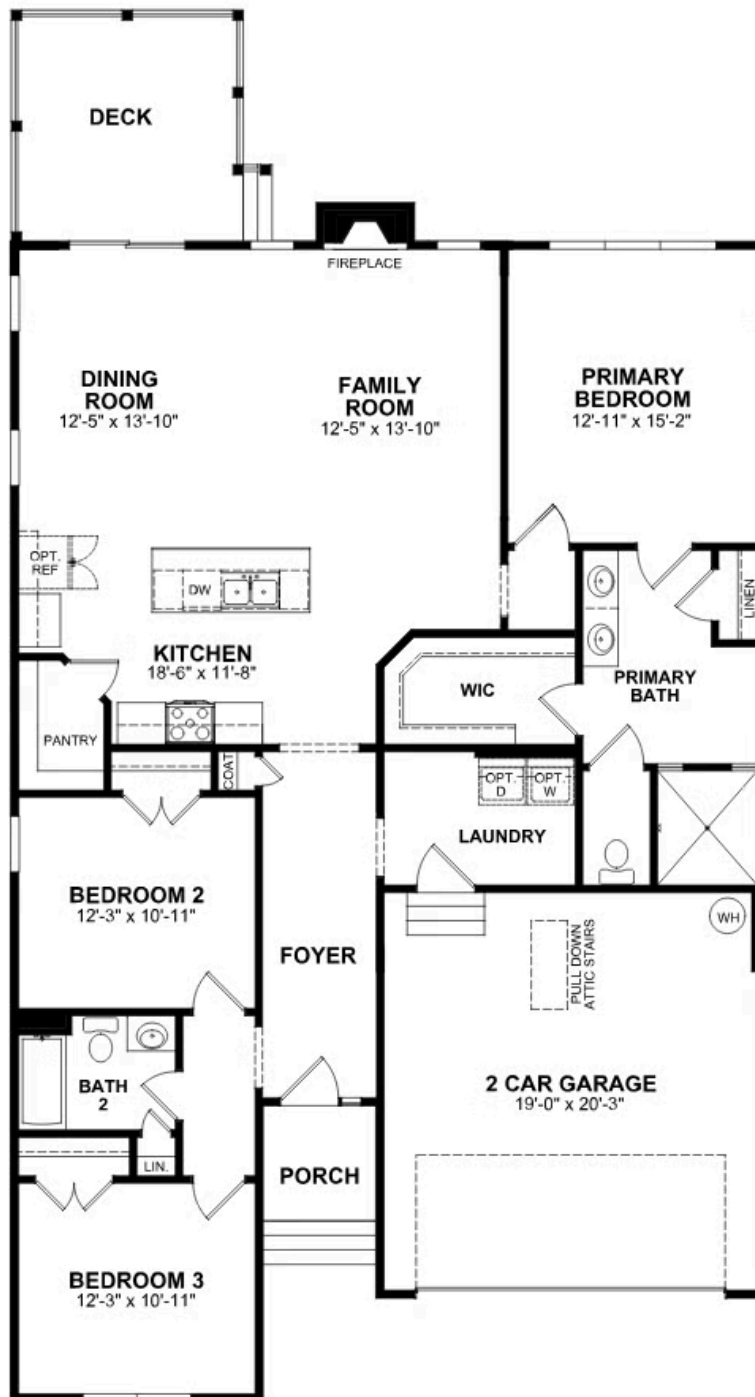 DECK
FIREPLACE
DINING
ROOM
12'-5" x 13'-10"
FAMILY
ROOM
12'-5" x 13'-10"
PRIMARY
BEDROOM
12'-11" x 15'-2"
OPT.
REF
DW
LINEN
KITCHEN
18'-6" x 11'-8"
WIC
PRIMARY
BATH
PANTRY
COAT
OPT.
D
OPT.
W
LAUNDRY
BEDROOM 2
12'-3" x 10'-11"
WH
PULL DOWN
ATTIC STAIRS
FOYER
BATH
2
2 CAR GARAGE
19'-0" x 20'-3"
LIN.
PORCH
BEDROOM 3
12'-3" x 10'-11"